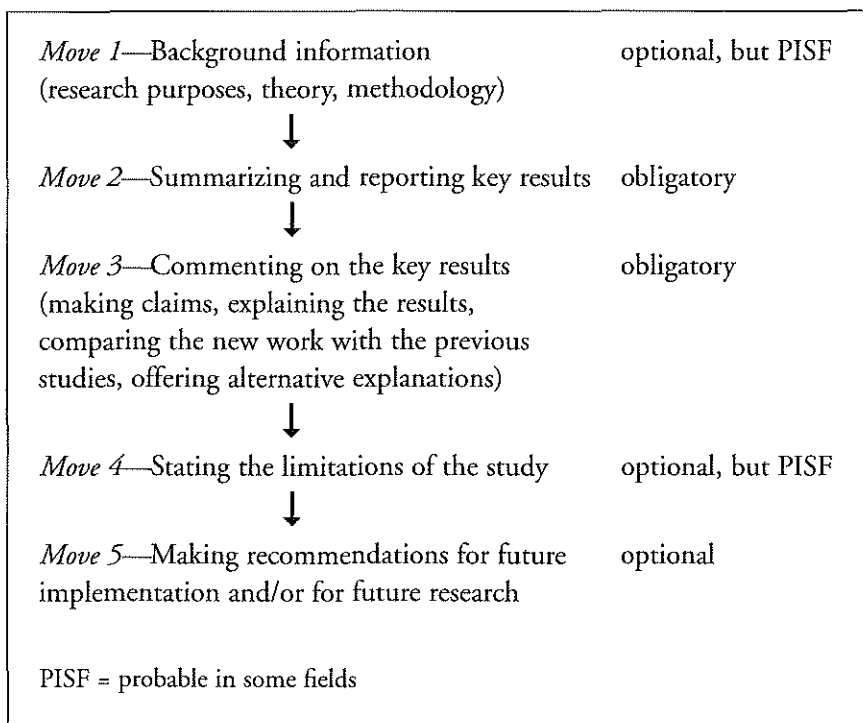 Move 1—Background information optional, but PISF
(research purposes, theory, methodology)
Move 2—Summarizing and reporting key results obligatory
Move 3—Commenting on the key results obligatory
(making claims, explaining the results,
comparing the new work with the previous
studies, offering alternative explanations)
Move 4—Stating the limitations of the study optional, but PISF
Move 5—Making recommendations for future optional
implementation and/or for future research
PISF = probable in some fields